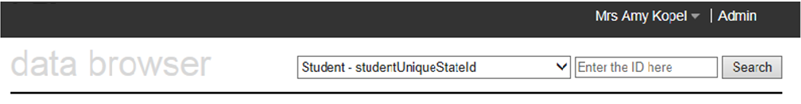 Mrs Amy Kopel | Admin
data browser Student - studentUniqueStateId Enter the ID here Search